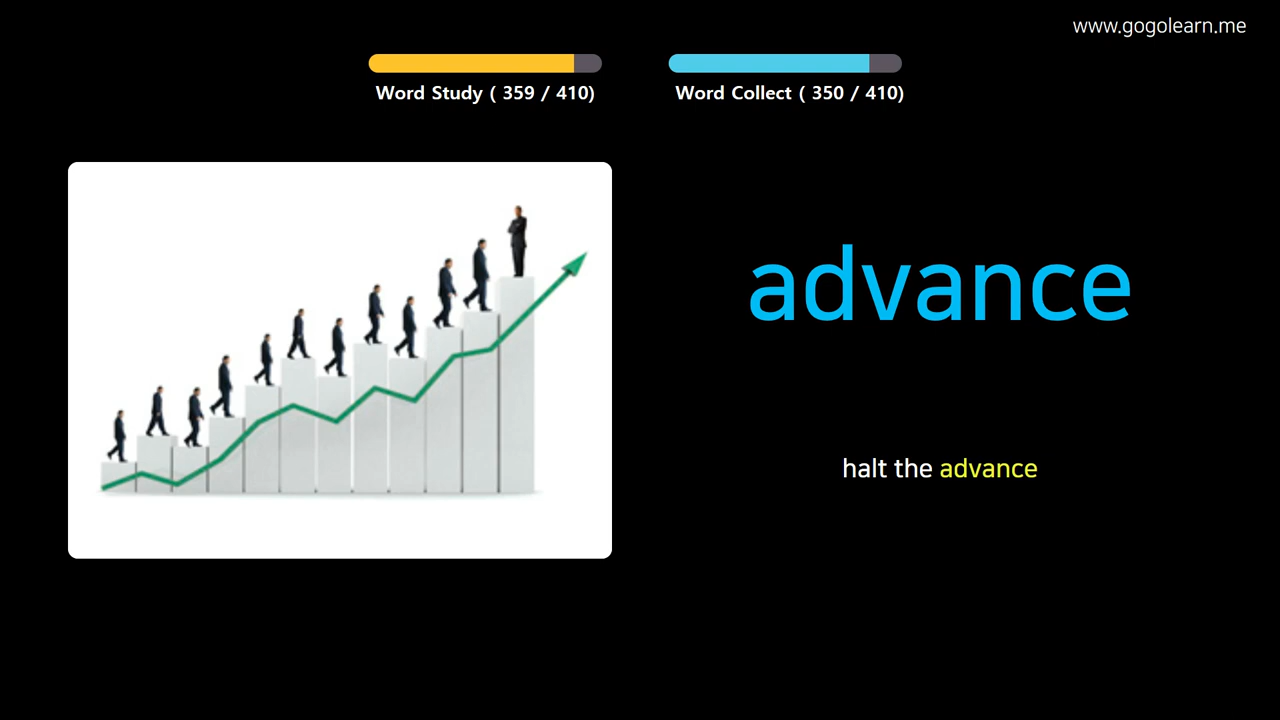 www.gogolearn.me
Word Study ( 359 / 410)
Word Collect ( 350 / 410)
advance
halt the advance